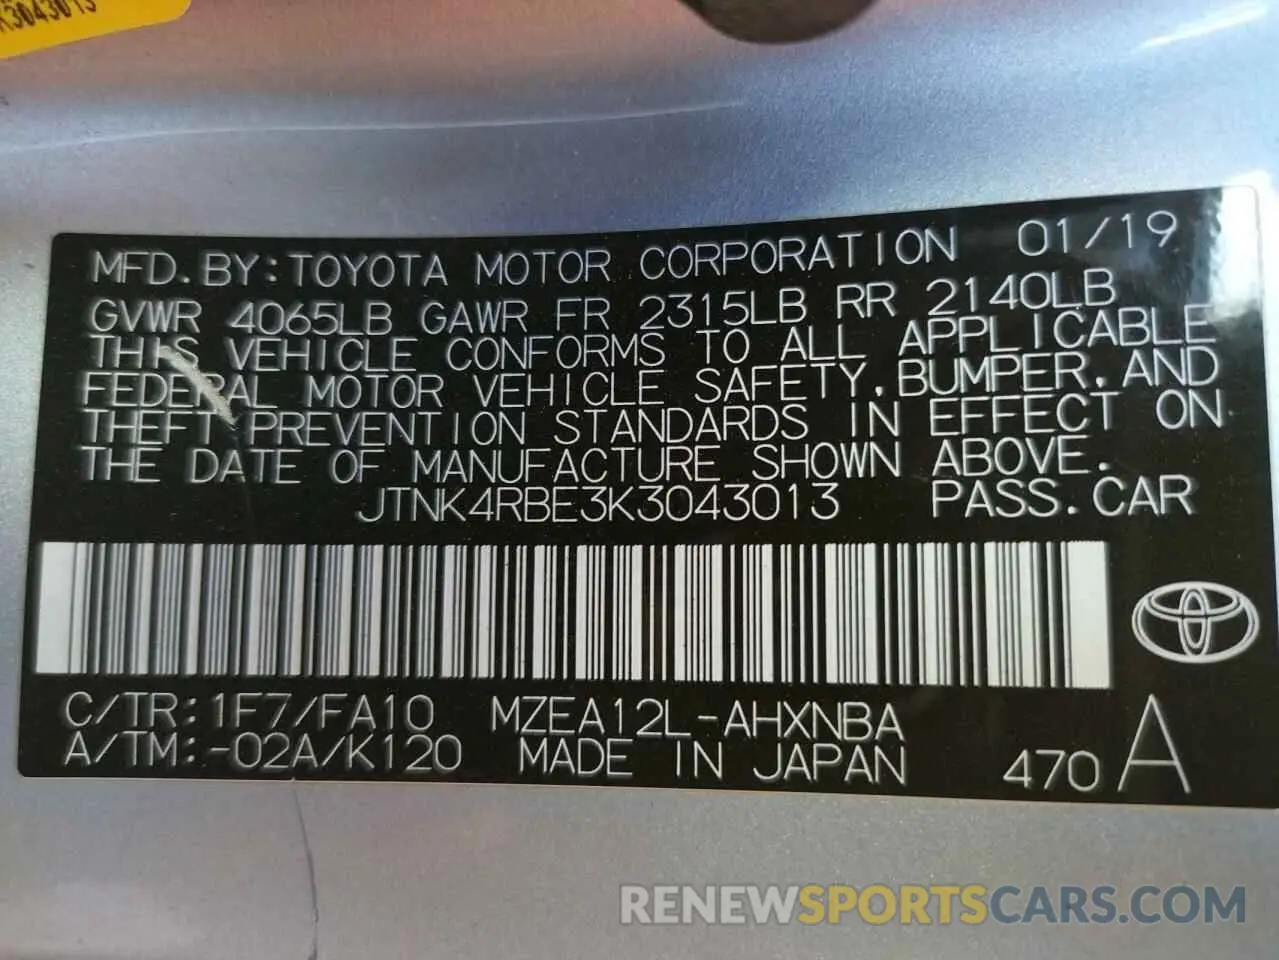 3043013
MFD. BY: TOYOTA MOTOR CORPORATION 01/19
GVWR 4065LB GAWR FR 2315LB RR 2140LB
THIS VEHICLE CONFORMS TO ALL APPLICABLE
FEDERAL MOTOR VEHICLE SAFETY, BUMPER, AND
THEFT PREVENTION STANDARDS IN EFFECT ON
THE DATE OF MANUFACTURE SHOWN ABOVE.
JTNK4RBE3K3043013 PASS. CAR
C/TR: 1F7/FA10 MZEA12L-AHXNBA
A/TM: -02A/K120 MADE IN JAPAN 470 A
RENEWSPORTSCARS.COM